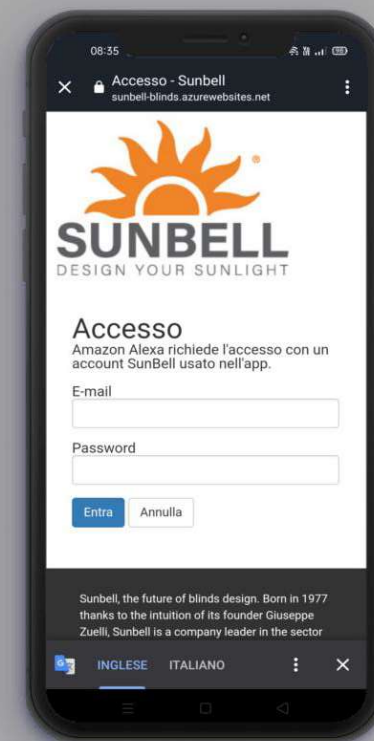 08:35
Accesso - Sunbell
sunbell-blinds.azurewebsites.net
SUNBELL
DESIGN YOUR SUNLIGHT
Accesso
Amazon Alexa richiede l'accesso con un
account SunBell usato nell'app.
E-mail
Password
Entra Annulla
Sunbell, the future of blinds design. Born in 1977
thanks to the intuition of its founder Giuseppe
Zuelli, Sunbell is a company leader in the sector
INGLESE ITALIANO